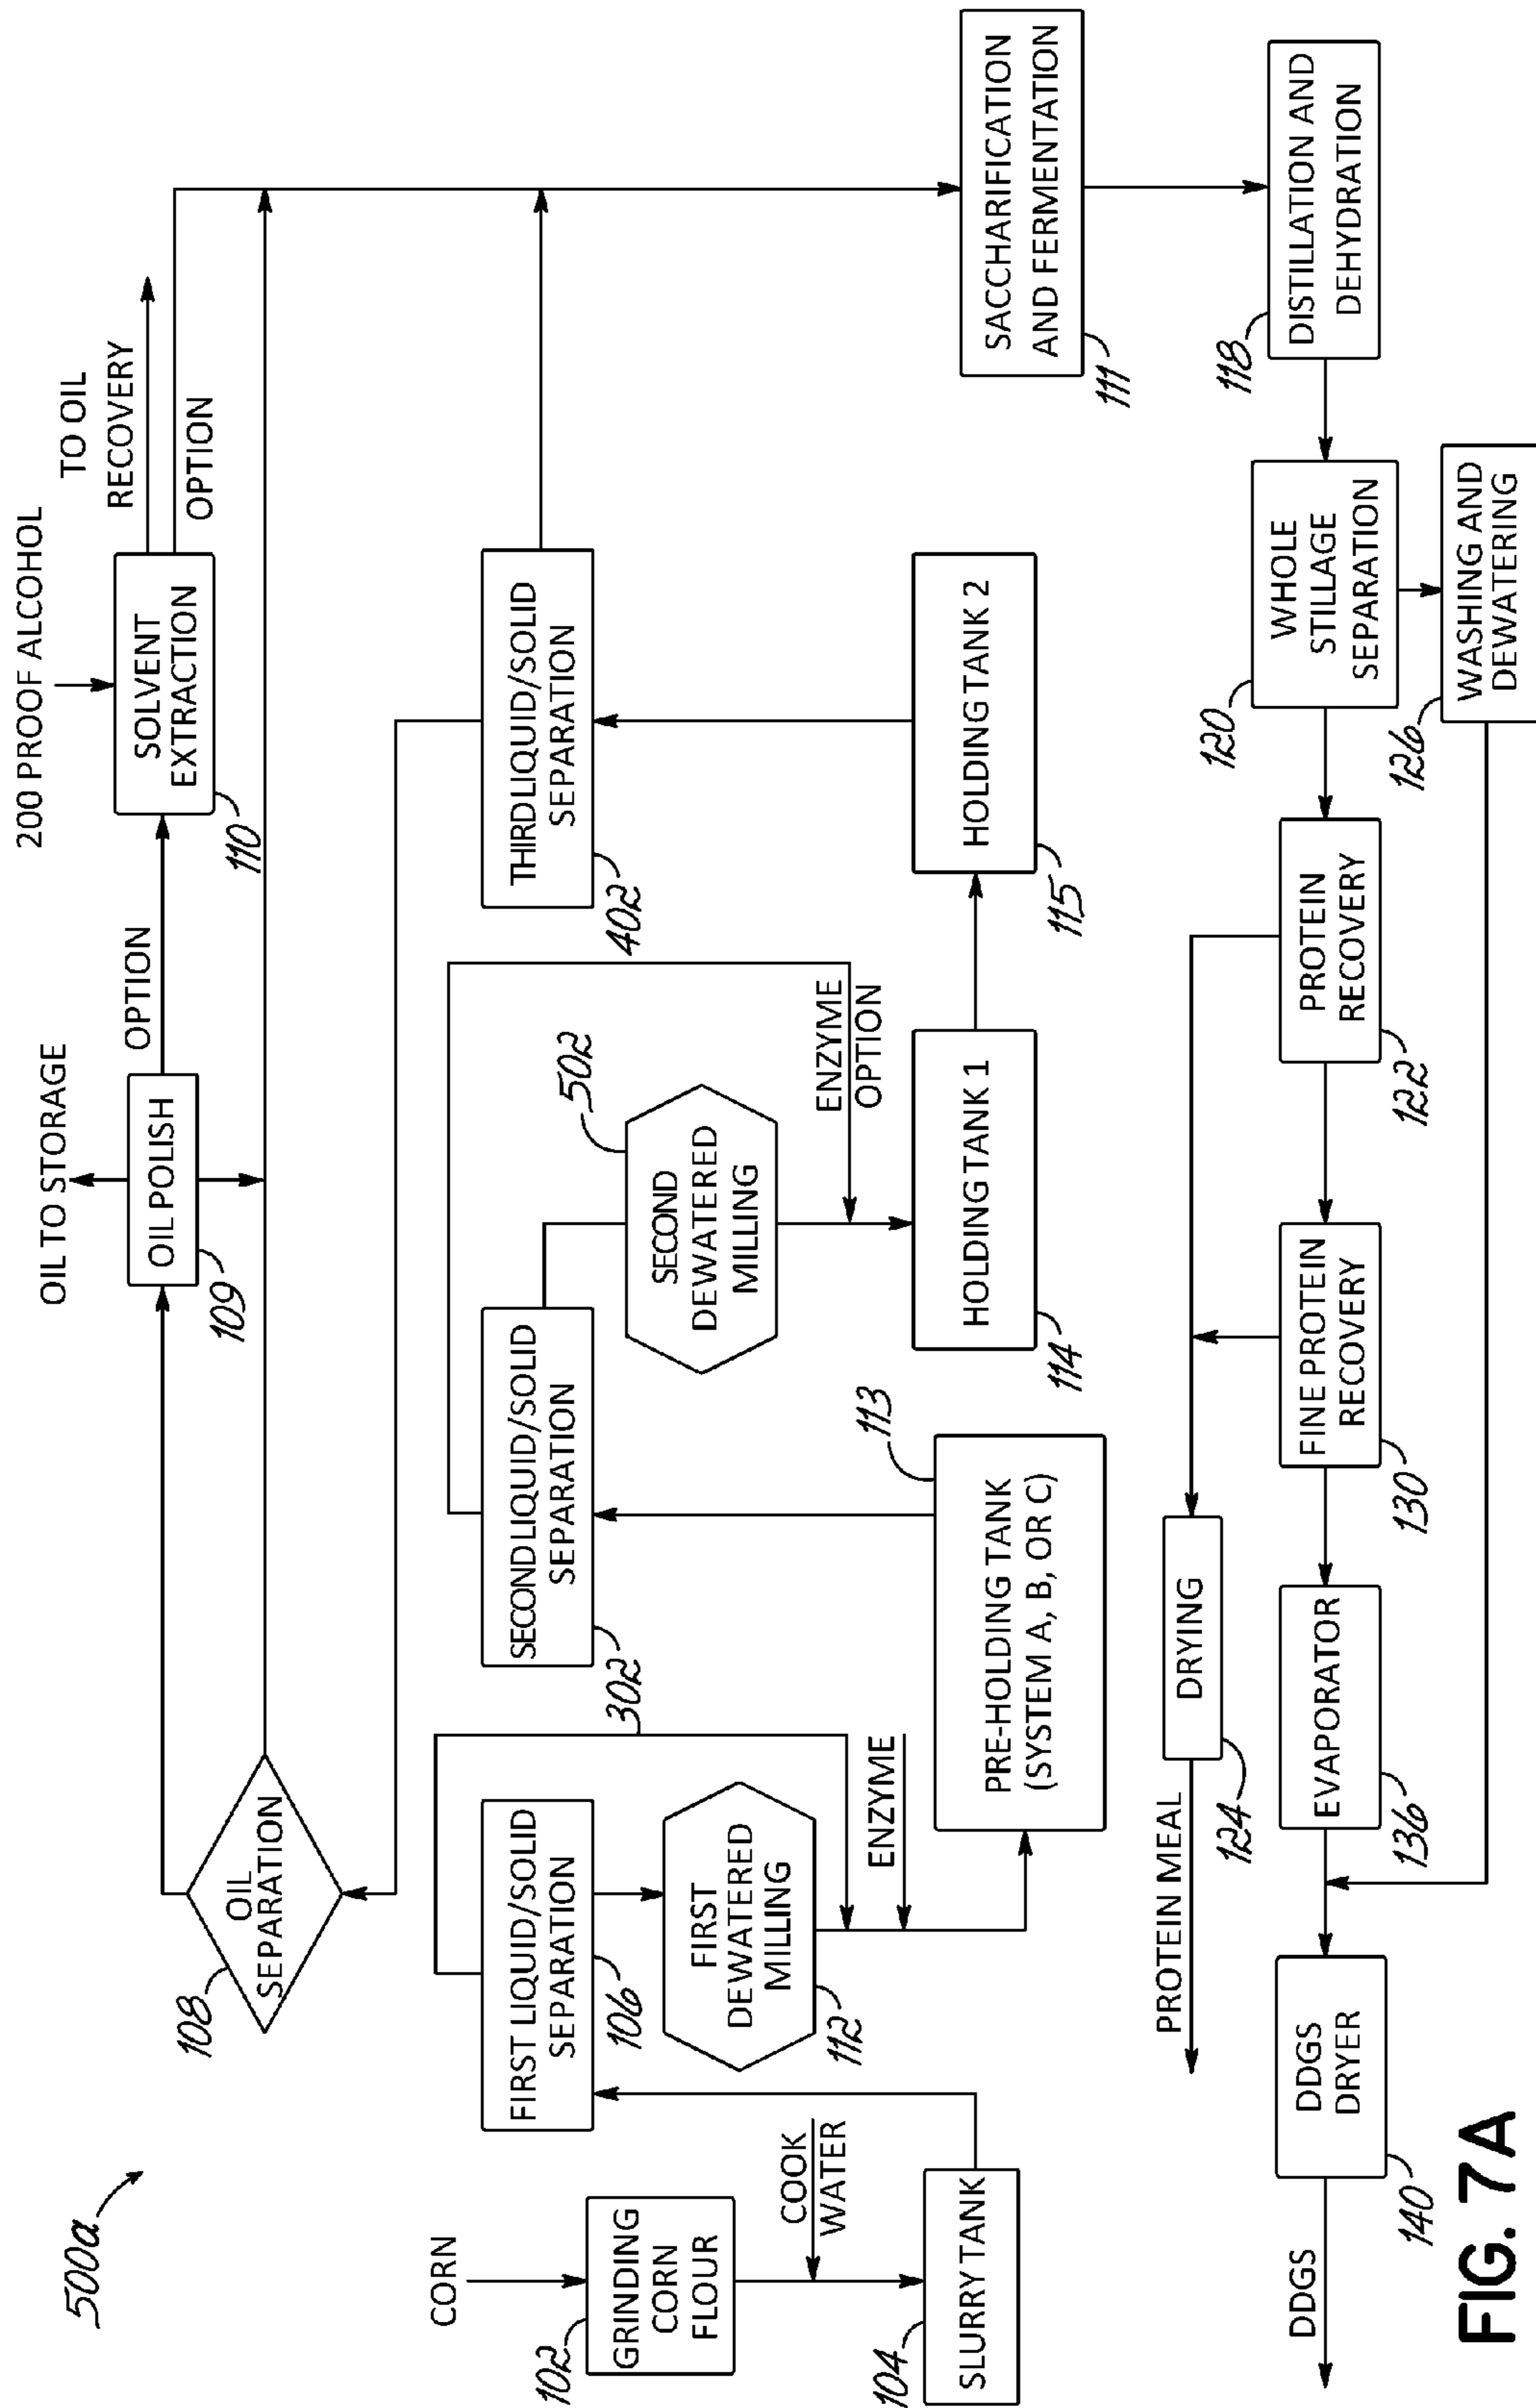 500a
CORN
GRINDING
CORN
FLOUR
102
COOK
WATER
SLURRY TANK
104
FIRST LIQUID/SOLID
SEPARATION
106
FIRST
DEWATERED
MILLING
112
302
ENZYME
PRE-HOLDING TANK
(SYSTEM A, B, OR C)
113
SECOND LIQUID/SOLID
SEPARATION
SECOND
DEWATERED
MILLING
502
ENZYME
OPTION
HOLDING TANK 1
114
HOLDING TANK 2
115
THIRD LIQUID/SOLID
SEPARATION
402
OIL
SEPARATION
108
OIL TO STORAGE
OIL POLISH
109
OPTION
200 PROOF ALCOHOL
SOLVENT
EXTRACTION
110
TO OIL
RECOVERY
OPTION
SACCHARIFICATION
AND FERMENTATION
111
DISTILLATION AND
DEHYDRATION
118
WHOLE
STILLAGE
SEPARATION
120
WASHING AND
DEWATERING
126
PROTEIN
RECOVERY
122
FINE PROTEIN
RECOVERY
130
DRYING
124
PROTEIN MEAL
EVAPORATOR
136
DDGS
DRYER
140
DDGS
FIG. 7A